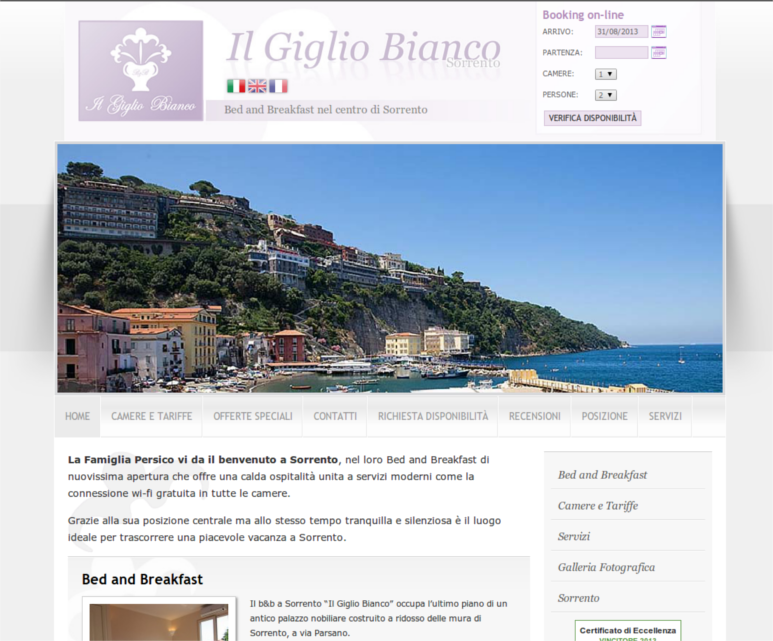 Il Giglio Bianco
Il Giglio Bianco
Sorrento
Bed and Breakfast nel centro di Sorrento
Booking on-line
ARRIVO: 31/08/2013
PARTENZA:
CAMERE: 1
PERSONE: 2
VERIFICA DISPONIBILITÀ
HOME CAMERE E TARIFFE OFFERTE SPECIALI CONTATTI RICHIESTA DISPONIBILITÀ RECENSIONI POSIZIONE SERVIZI
La Famiglia Persico vi da il benvenuto a Sorrento, nel loro Bed and Breakfast di
nuovissima apertura che offre una calda ospitalità unita a servizi moderni come la
connessione wi-fi gratuita in tutte le camere.
Grazie alla sua posizione centrale ma allo stesso tempo tranquilla e silenziosa è il luogo
ideale per trascorrere una piacevole vacanza a Sorrento.
Bed and Breakfast
Il b&b a Sorrento "Il Giglio Bianco" occupa l'ultimo piano di un
antico palazzo nobiliare costruito a ridosso delle mura di
Sorrento, a via Parsano.
Bed and Breakfast
Camere e Tariffe
Servizi
Galleria Fotografica
Sorrento
Certificato di Eccellenza
VINCITORE 2013